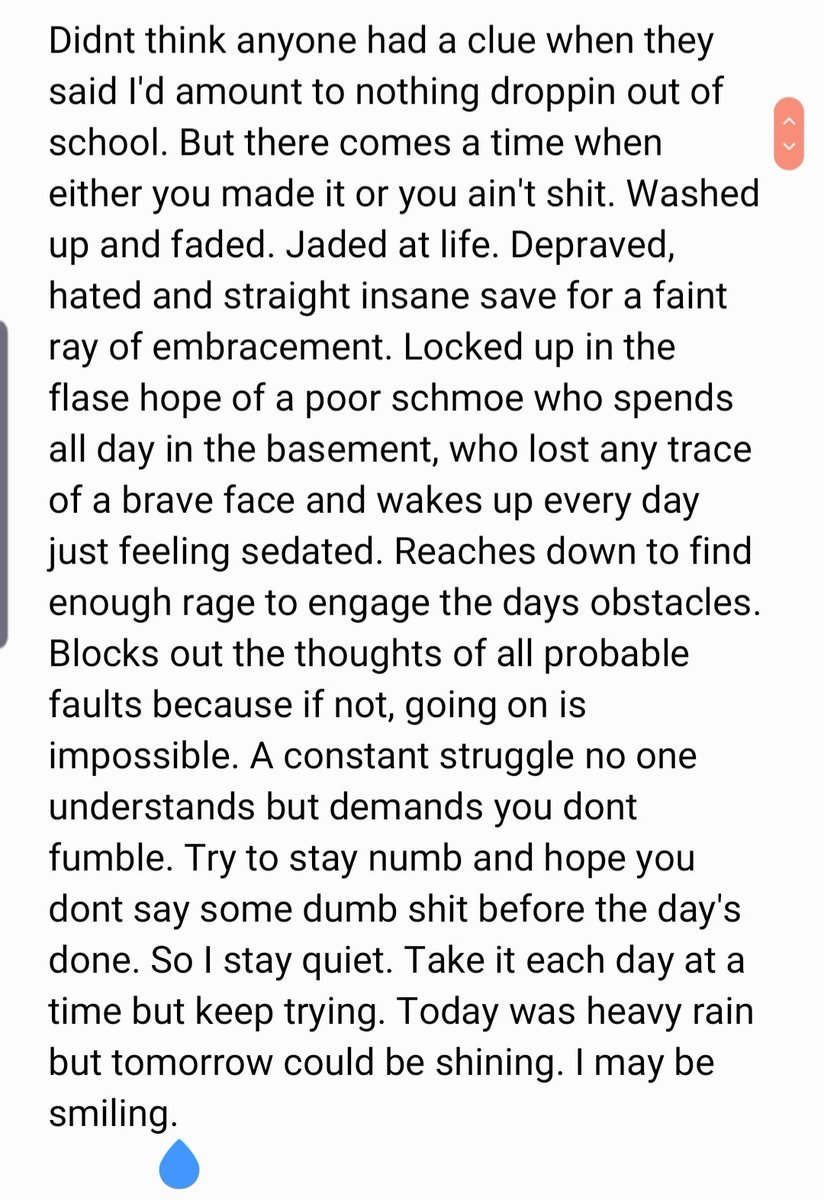 Didnt think anyone had a clue when they
said I'd amount to nothing droppin out of
school. But there comes a time when
either you made it or you ain't shit. Washed
up and faded. Jaded at life. Depraved,
hated and straight insane save for a faint
ray of embracement. Locked up in the
flase hope of a poor schmoe who spends
all day in the basement, who lost any trace
of a brave face and wakes up every day
just feeling sedated. Reaches down to find
enough rage to engage the days obstacles.
Blocks out the thoughts of all probable
faults because if not, going on is
impossible. A constant struggle no one
understands but demands you dont
fumble. Try to stay numb and hope you
dont say some dumb shit before the day's
done. So I stay quiet. Take it each day at a
time but keep trying. Today was heavy rain
but tomorrow could be shining. I may be
smiling.